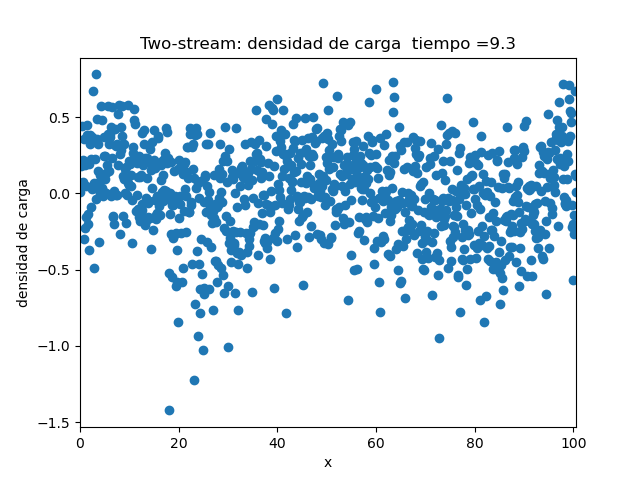 Two-stream: densidad de carga  tiempo =9.3
densidad de carga
0.5
0.0
−0.5
−1.0
−1.5
0 20 40 60 80 100
x